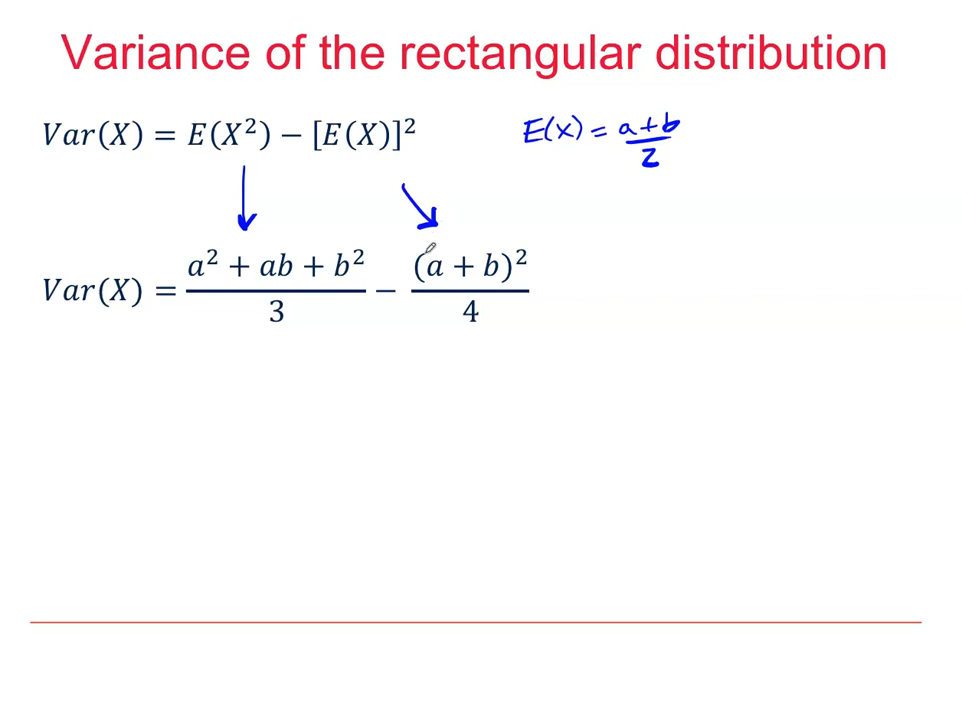 Variance of the rectangular distribution
𝑉𝑎𝑟(𝑋) = 𝐸(𝑋²) − [𝐸(𝑋)]² E(x) = a+b/2
𝑉𝑎𝑟(𝑋) = 𝑎² + 𝑎𝑏 + 𝑏²/3 − (𝑎 + 𝑏)²/4